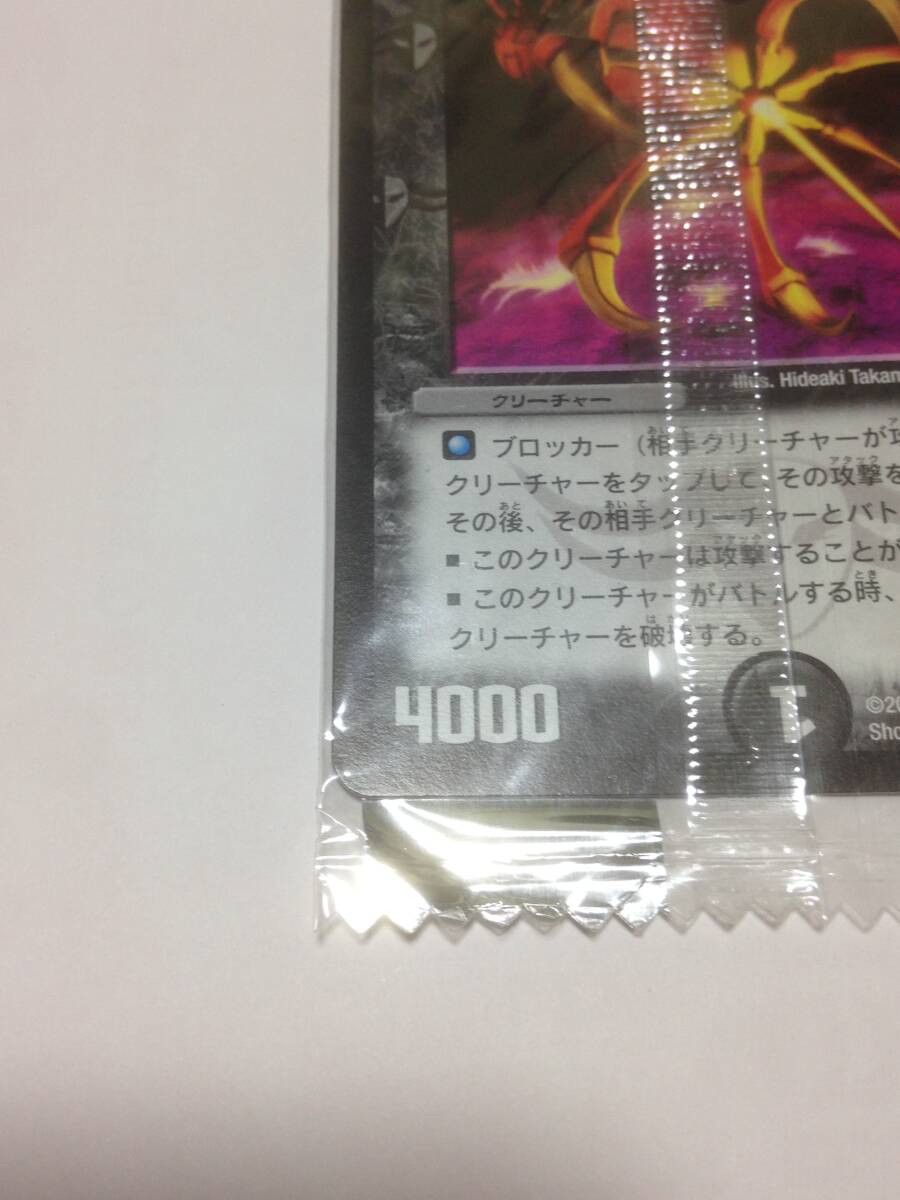 Illus. Hideaki Takam
クリーチャー
ブロッカー（相手クリーチャーが攻
クリーチャーをタップして、その攻撃を
その後、その相手クリーチャーとバト
■ このクリーチャーは攻撃することが
■ このクリーチャーがバトルする時、
クリーチャーを破壊する。
4000
©20
Sho